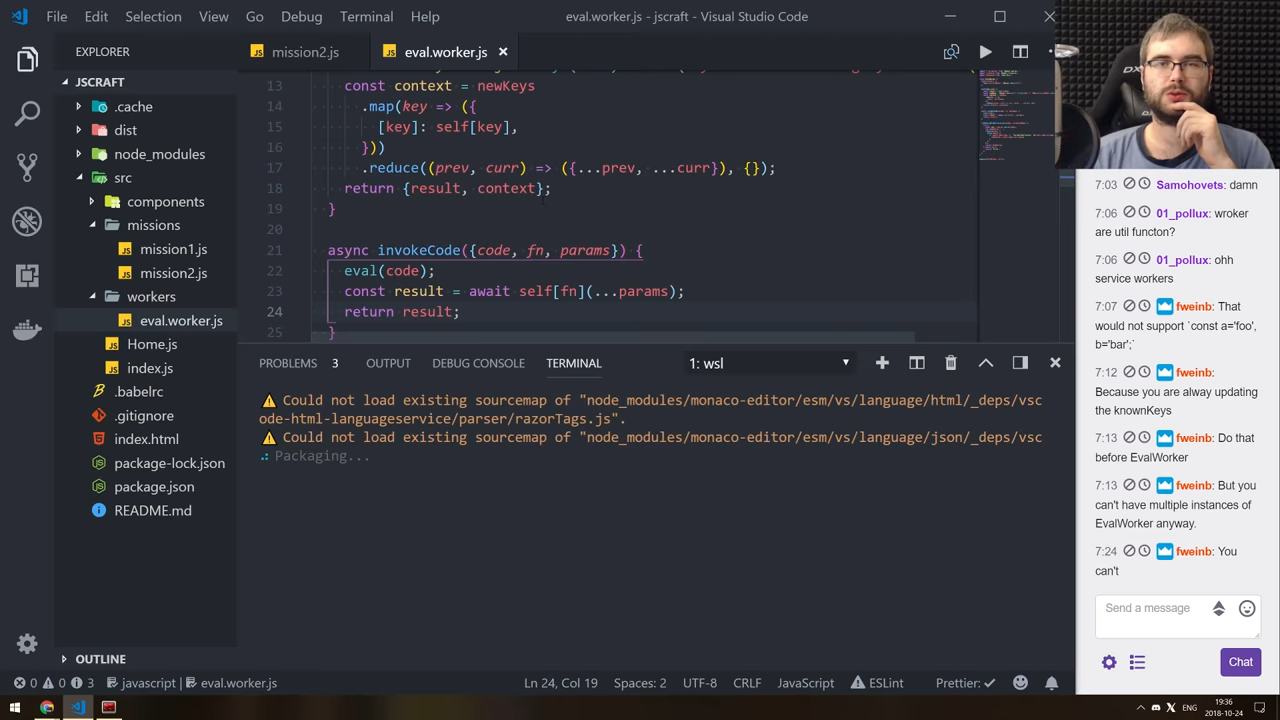 File Edit Selection View Go Debug Terminal Help
eval.worker.js - jscraft - Visual Studio Code
EXPLORER
JSCRAFT
.cache
dist
node_modules
src
components
missions
mission1.js
mission2.js
workers
eval.worker.js
Home.js
index.js
.babelrc
.gitignore
index.html
package-lock.json
package.json
README.md
OUTLINE
mission2.js
eval.worker.js
13 const context = newKeys
14 .map(key => ({
15 [key]: self[key],
16 }))
17 .reduce((prev, curr) => ({...prev, ...curr}), {});
18 return {result, context};
19 }
20
21 async invokeCode({code, fn, params}) {
22 eval(code);
23 const result = await self[fn](...params);
24 return result;
25 }
PROBLEMS 3 OUTPUT DEBUG CONSOLE TERMINAL
1: wsl
Could not load existing sourcemap of "node_modules/monaco-editor/esm/vs/language/html/_deps/vsc
ode-html-languageservice/parser/razorTags.js".
Could not load existing sourcemap of "node_modules/monaco-editor/esm/vs/language/json/_deps/vsc
Packaging...
0 0 3 javascript | eval.worker.js
Ln 24, Col 19 Spaces: 2 UTF-8 CRLF JavaScript ESLint Prettier: ✓
DX
7:03 Samohovets: damn
7:06 01_pollux: wroker
are util functon?
7:06 01_pollux: ohh
service workers
7:07 fweinb: That
would not support `const a='foo',
b='bar';`
7:12 fweinb:
Because you are alway updating
the knownKeys
7:13 fweinb: Do that
before EvalWorker
7:13 fweinb: But you
can't have multiple instances of
EvalWorker anyway.
7:24 fweinb: You
can't
Send a message
Chat
ENG
19:36
2018-10-24